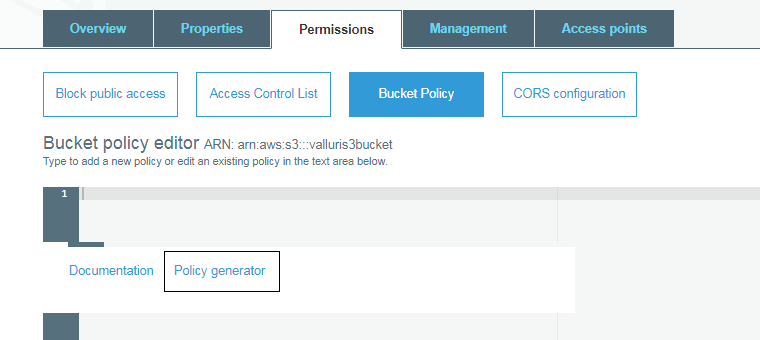 Overview Properties Permissions Management Access points
Block public access Access Control List Bucket Policy CORS configuration
Bucket policy editor ARN: arn:aws:s3:::valluris3bucket
Type to add a new policy or edit an existing policy in the text area below.
1
Documentation Policy generator